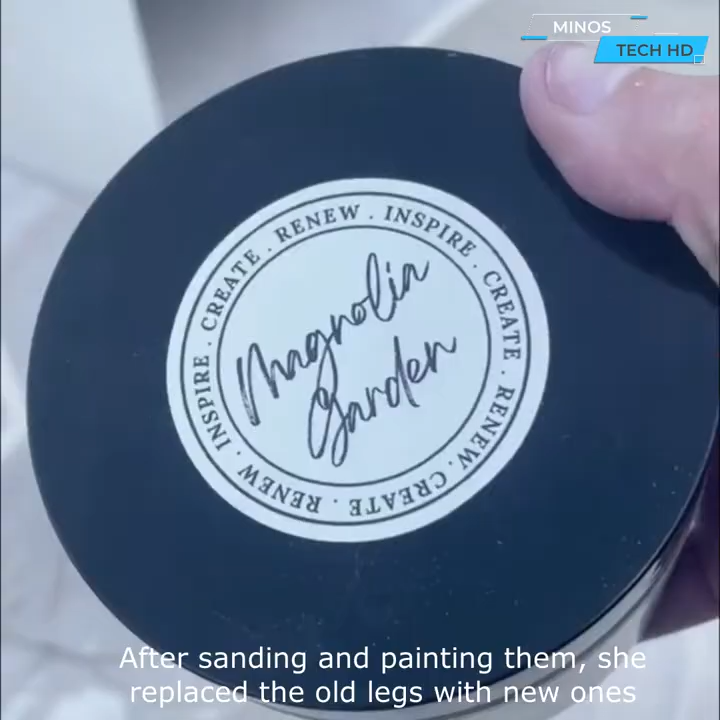 MINOS
TECH HD
INSPIRE . CREATE . RENEW . INSPIRE . CREATE . RENEW . CREATE . RENEW .
Magnolia
Garden
After sanding and painting them, she
replaced the old legs with new ones